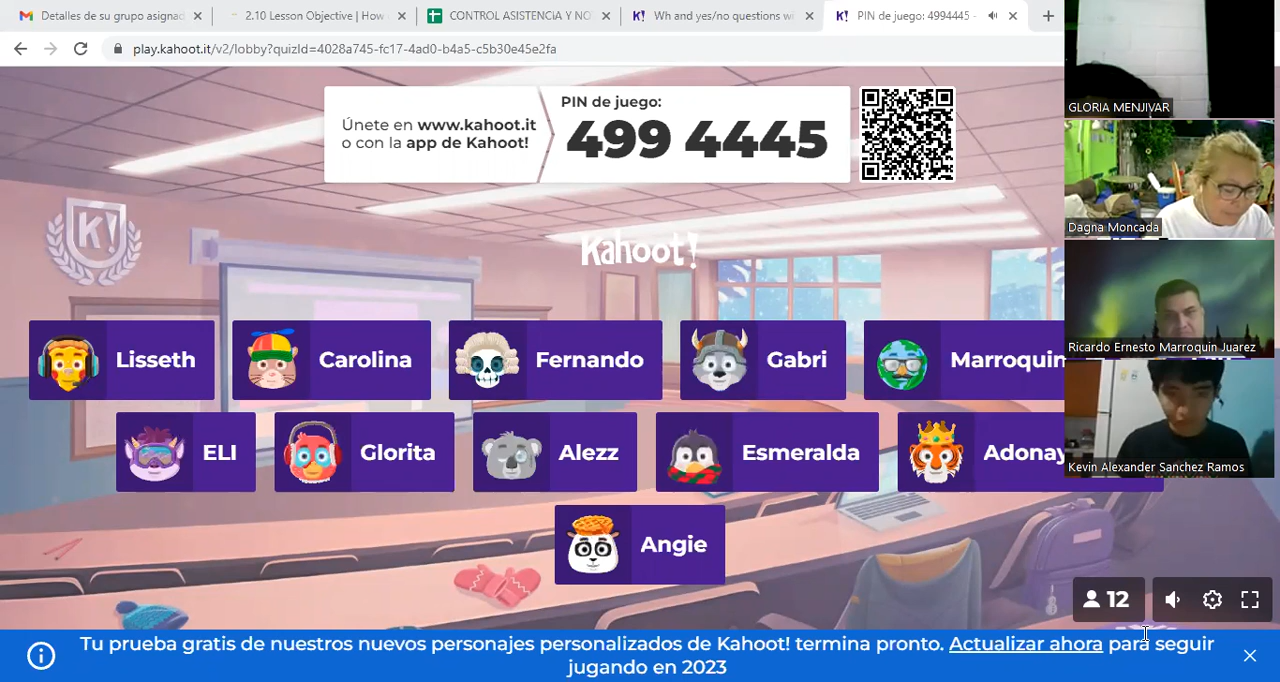 Detalles de su grupo asignad
2.10 Lesson Objective | How
CONTROL ASISTENCIA Y NO
Wh and yes/no questions wi
PIN de juego: 4994445 -
play.kahoot.it/v2/lobby?quizId=4028a745-fc17-4ad0-b4a5-c5b30e45e2fa
Únete en www.kahoot.it
o con la app de Kahoot!
PIN de juego:
499 4445
K!
Kahoot!
Lisseth
Carolina
Fernando
Gabri
Marroquin
ELI
Glorita
Alezz
Esmeralda
Adonay
Angie
GLORIA MENJIVAR
Dagna Moncada
Ricardo Ernesto Marroquin Juarez
Kevin Alexander Sanchez Ramos
12
Tu prueba gratis de nuestros nuevos personajes personalizados de Kahoot! termina pronto. Actualizar ahora para seguir
jugando en 2023